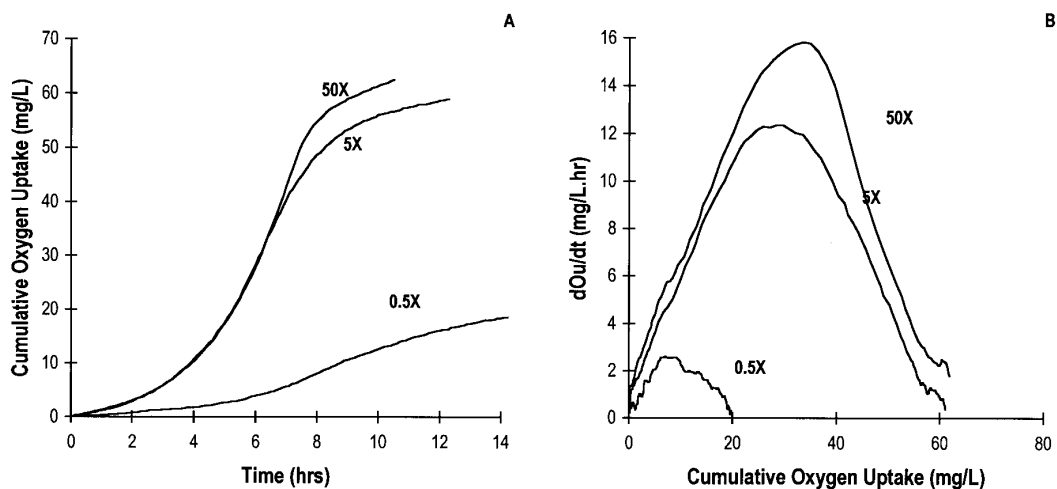 A
Cumulative Oxygen Uptake (mg/L)
70
60
50
40
30
20
10
0
50X
5X
0.5X
0 2 4 6 8 10 12 14
Time (hrs)
B
dOu/dt (mg/L.hr)
16
14
12
10
8
6
4
2
0
50X
5X
0.5X
0 20 40 60 80
Cumulative Oxygen Uptake (mg/L)